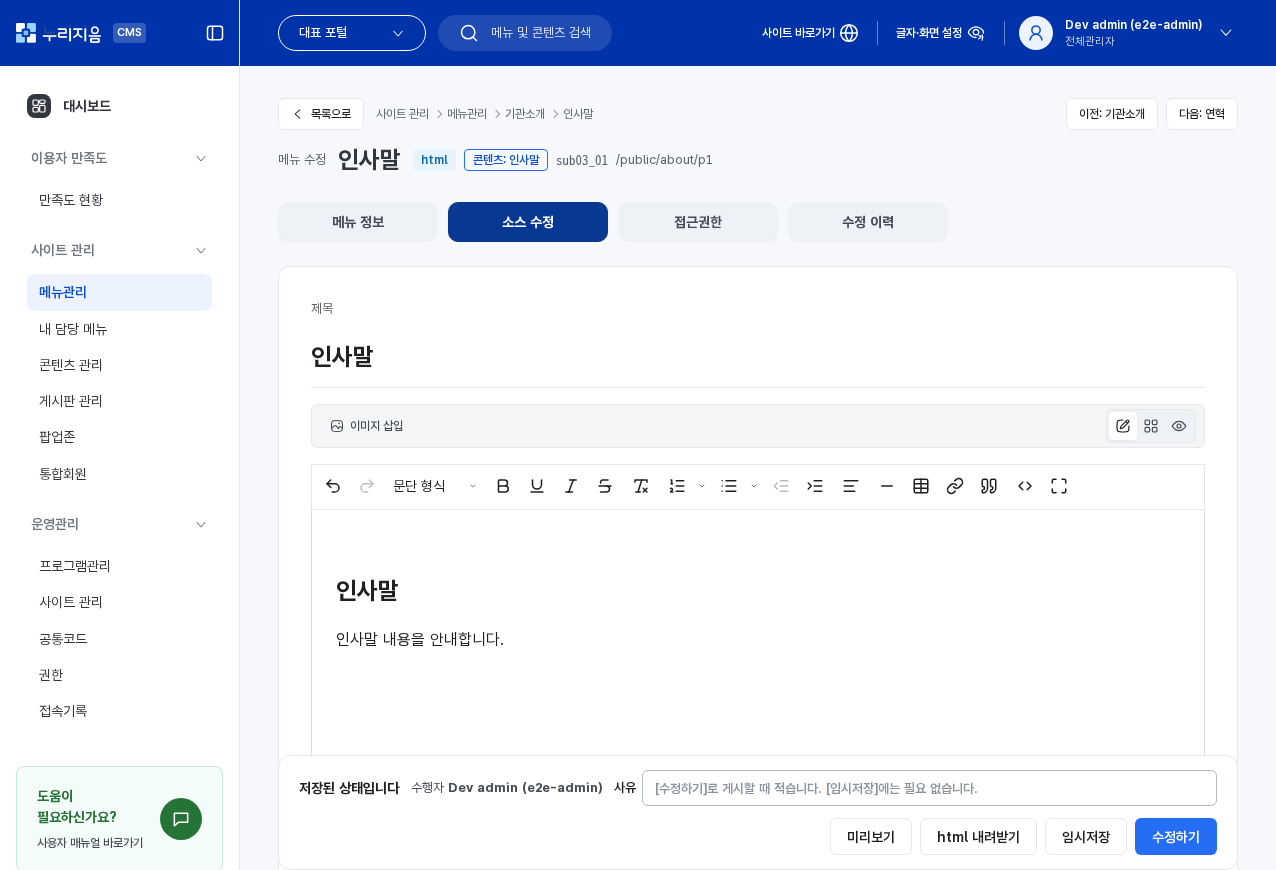 누리지음 CMS
대표 포털
메뉴 및 콘텐츠 검색
사이트 바로가기
글자·화면 설정
Dev admin (e2e-admin)
전체관리자
대시보드
이용자 만족도
만족도 현황
사이트 관리
메뉴관리
내 담당 메뉴
콘텐츠 관리
게시판 관리
팝업존
통합회원
운영관리
프로그램관리
사이트 관리
공통코드
권한
접속기록
도움이
필요하신가요?
사용자 매뉴얼 바로가기
목록으로 사이트 관리 메뉴관리 기관소개 인사말
이전: 기관소개 다음: 연혁
메뉴 수정 인사말 html 콘텐츠: 인사말 sub03_01 /public/about/p1
메뉴 정보 소스 수정 접근권한 수정 이력
제목
인사말
이미지 삽입
문단 형식
인사말
인사말 내용을 안내합니다.
저장된 상태입니다 수행자 Dev admin (e2e-admin) 사유 [수정하기]로 게시할 때 적습니다. [임시저장]에는 필요 없습니다.
미리보기 html 내려받기 임시저장 수정하기